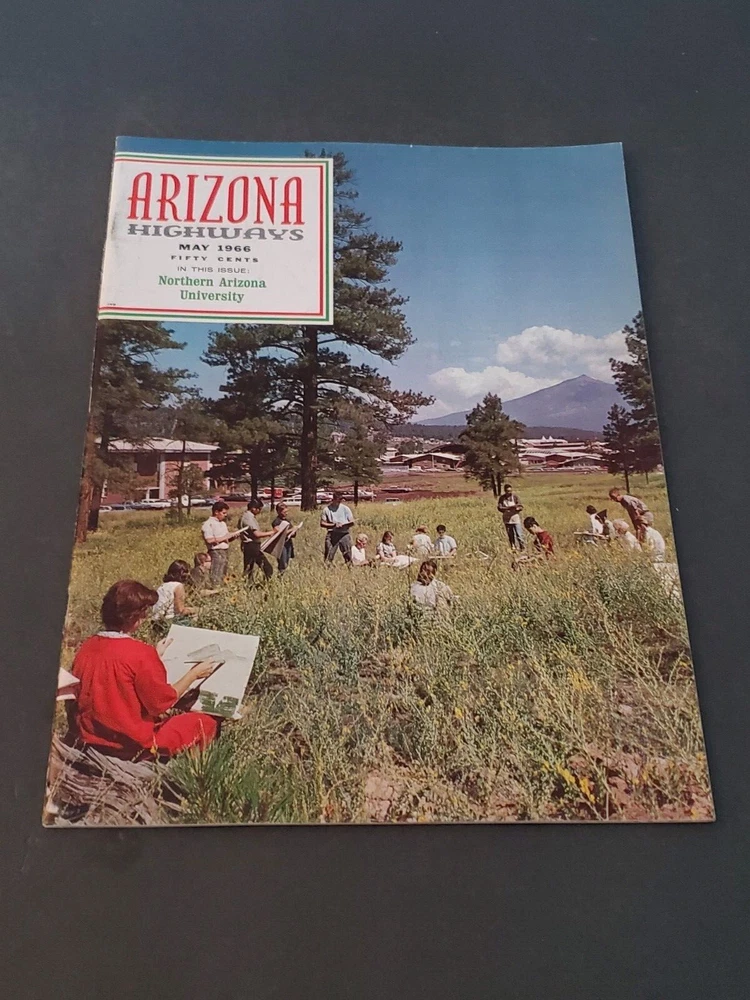 ARIZONA
HIGHWAYS
MAY 1966
FIFTY CENTS
IN THIS ISSUE:
Northern Arizona
University